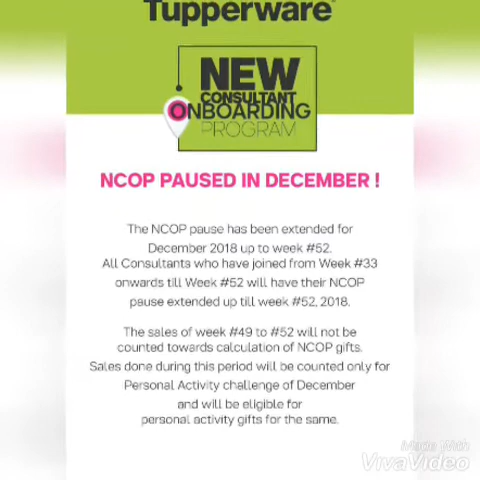 Tupperware
NEW
CONSULTANT
ONBOARDING
PROGRAM
NCOP PAUSED IN DECEMBER !
The NCOP pause has been extended for
December 2018 up to week #52.
All Consultants who have joined from Week #33
onwards till Week #52 will have their NCOP
pause extended up till week #52, 2018.
The sales of week #49 to #52 will not be
counted towards calculation of NCOP gifts.
Sales done during this period will be counted only for
Personal Activity challenge of December
and will be eligible for
personal activity gifts for the same.
Made With
VivaVideo